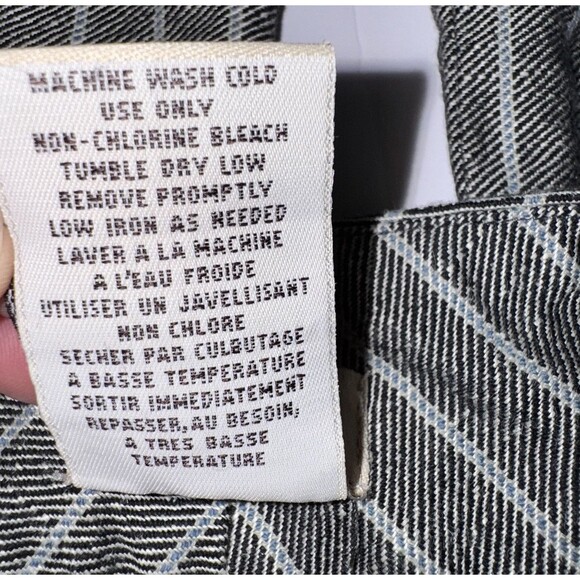 MACHINE WASH COLD
USE ONLY
NON-CHLORINE BLEACH
TUMBLE DRY LOW
REMOVE PROMPTLY
LOW IRON AS NEEDED
LAVER A LA MACHINE
A L'EAU FROIDE
UTILISER UN JAVELLISANT
NON CHLORE
SECHER PAR CULBUTAGE
A BASSE TEMPERATURE
SORTIR IMMEDIATEMENT
REPASSER, AU BESOIN,
A TRES BASSE
TEMPERATURE